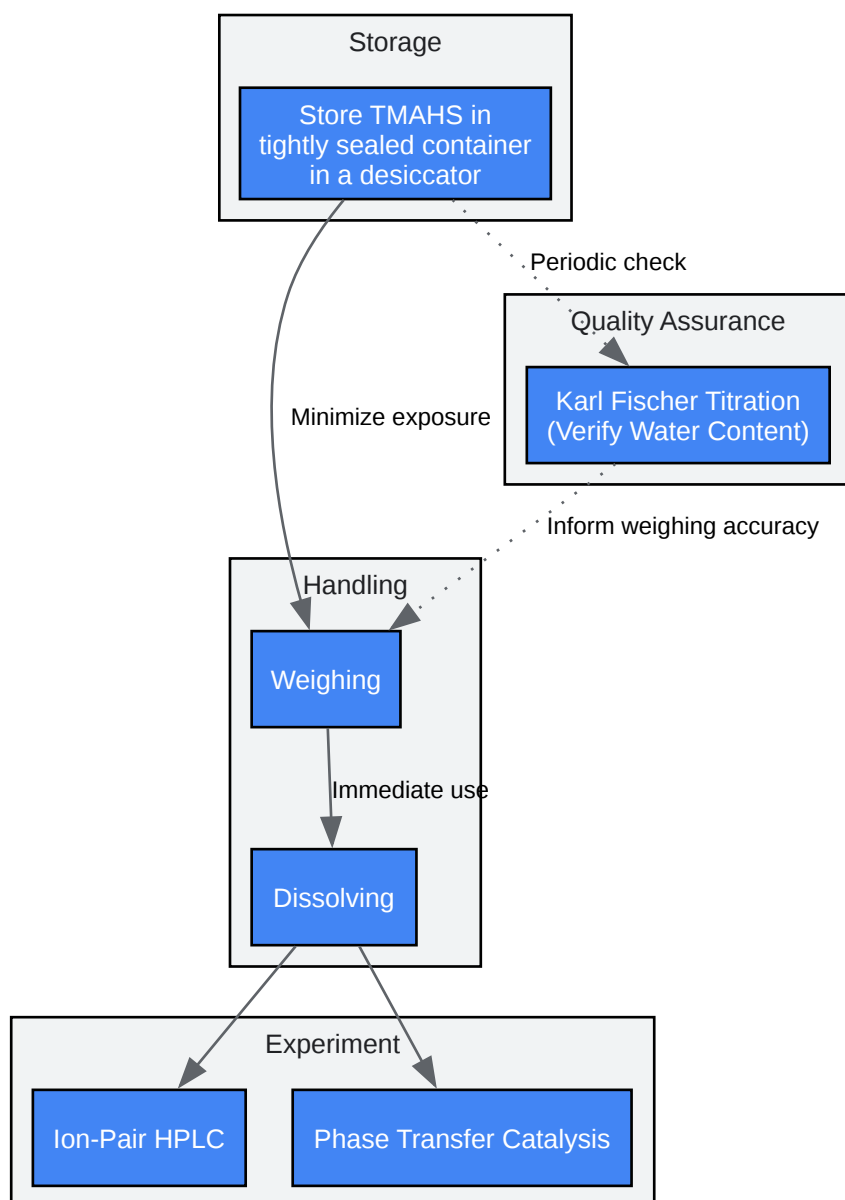 Storage
Store TMAHS in
tightly sealed container
in a desiccator
Periodic check
Quality Assurance
Karl Fischer Titration
(Verify Water Content)
Minimize exposure
Inform weighing accuracy
Handling
Weighing
Immediate use
Dissolving
Experiment
Ion-Pair HPLC
Phase Transfer Catalysis